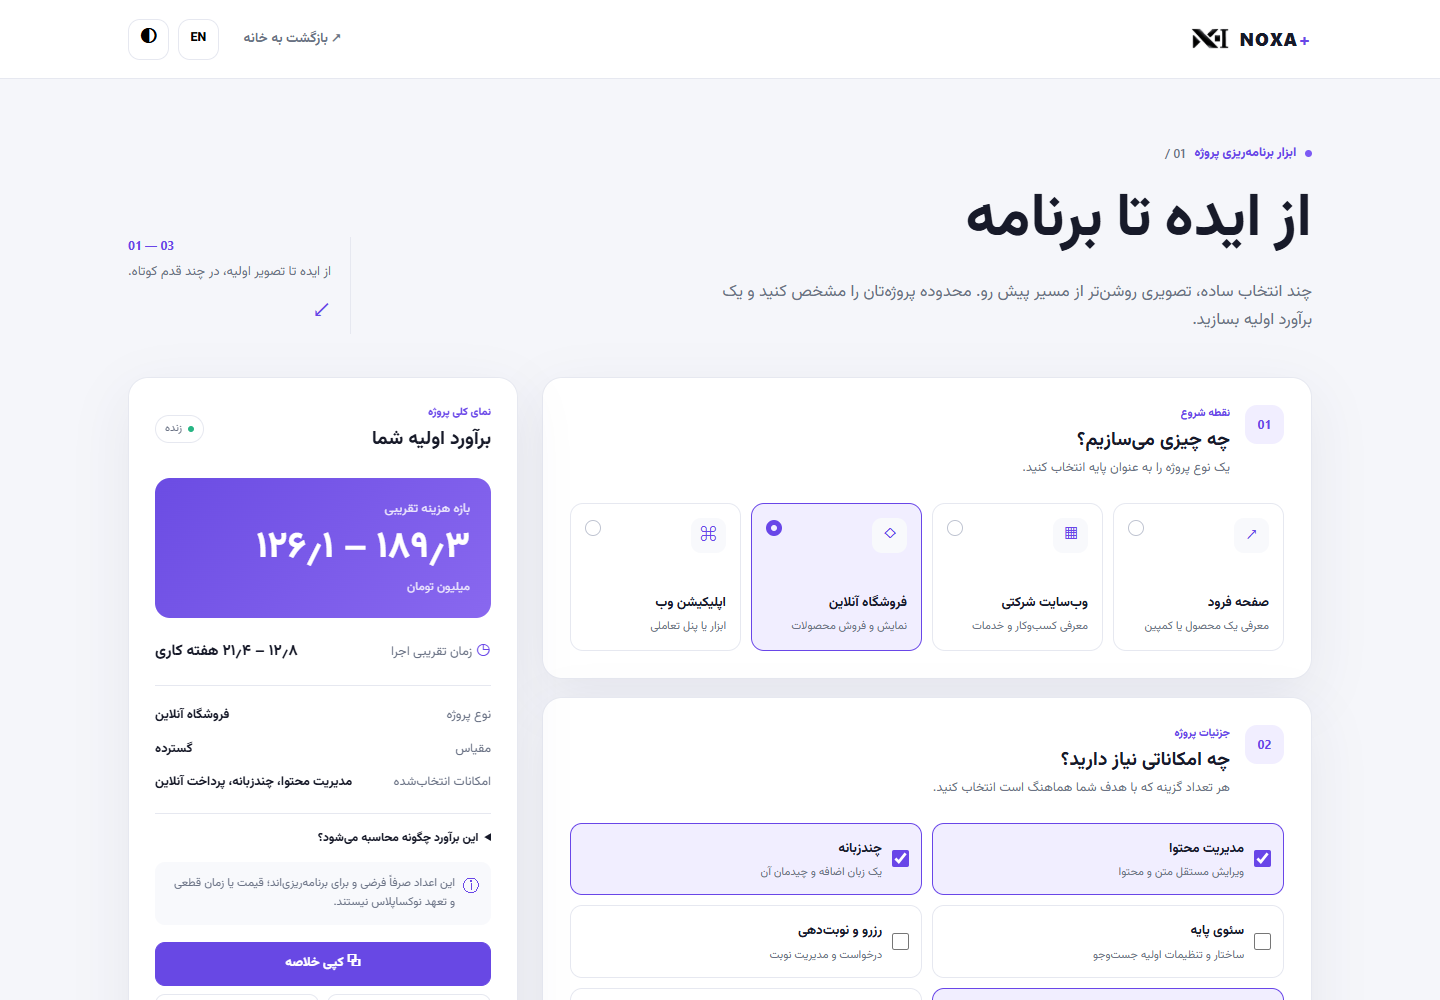 NOXA+
بازگشت به خانه ↗
EN
ابزار برنامه‌ریزی پروژه
01 /
از ایده تا برنامه
چند انتخاب ساده، تصویری روشن‌تر از مسیر پیش رو. محدوده پروژه‌تان را مشخص کنید و یک
برآورد اولیه بسازید.
01 — 03
از ایده تا تصویر اولیه، در چند قدم کوتاه.
↙
01
نقطه شروع
چه چیزی می‌سازیم؟
یک نوع پروژه را به عنوان پایه انتخاب کنید.
صفحه فرود
معرفی یک محصول یا کمپین
وب‌سایت شرکتی
معرفی کسب‌وکار و خدمات
فروشگاه آنلاین
نمایش و فروش محصولات
اپلیکیشن وب
ابزار یا پنل تعاملی
02
جزئیات پروژه
چه امکاناتی نیاز دارید؟
هر تعداد گزینه که با هدف شما هماهنگ است انتخاب کنید.
مدیریت محتوا
ویرایش مستقل متن و محتوا
چندزبانه
یک زبان اضافه و چیدمان آن
سئوی پایه
ساختار و تنظیمات اولیه جست‌وجو
رزرو و نوبت‌دهی
درخواست و مدیریت نوبت
نمای کلی پروژه
برآورد اولیه شما
زنده
بازه هزینه تقریبی
۱۲۶٫۱ – ۱۸۹٫۳
میلیون تومان
زمان تقریبی اجرا
۱۲٫۸ – ۲۱٫۴ هفته کاری
نوع پروژه
فروشگاه آنلاین
مقیاس
گسترده
امکانات انتخاب‌شده
مدیریت محتوا، چندزبانه، پرداخت آنلاین
این برآورد چگونه محاسبه می‌شود؟
این اعداد صرفاً فرضی و برای برنامه‌ریزی‌اند؛ قیمت یا زمان قطعی
و تعهد نوکساپلاس نیستند.
کپی خلاصه